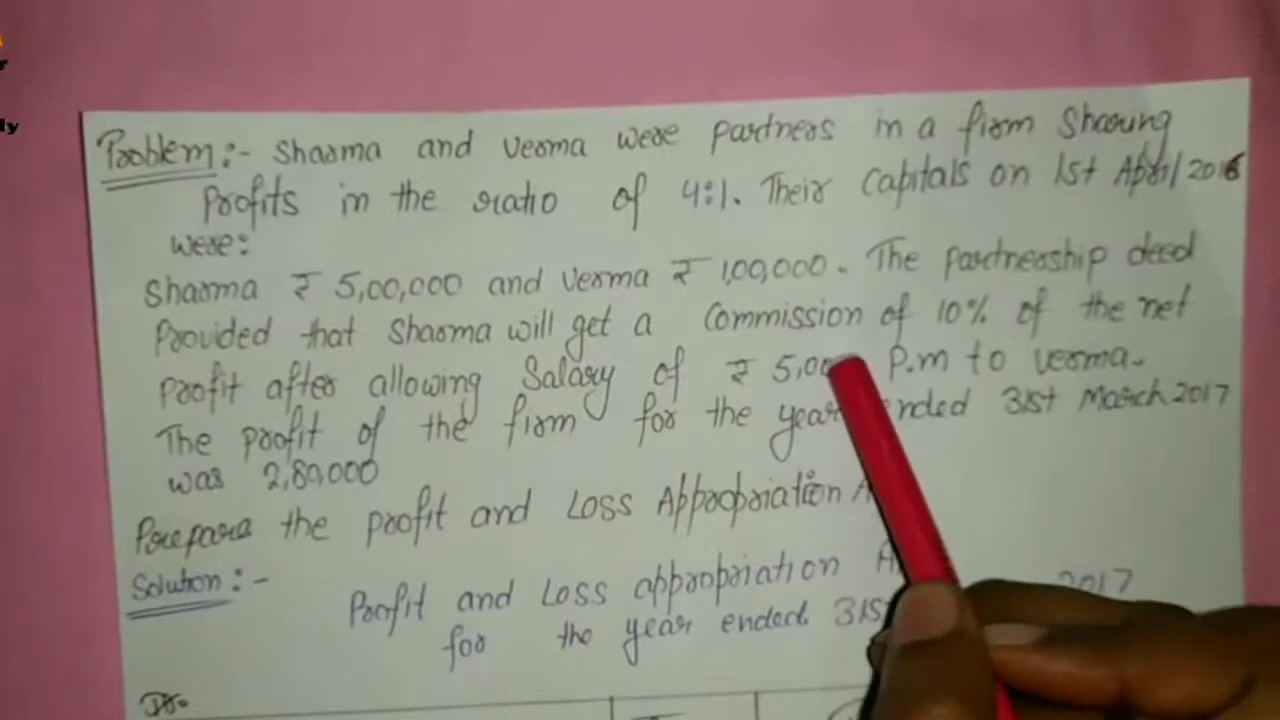 Problem:- Sharma and Verma were partners in a firm Sharing
Profits in the ratio of 4:1. Their Capitals on 1st April 2016
were:
Sharma ₹ 5,00,000 and Verma ₹ 1,00,000. The partnership deed
Provided that Sharma will get a Commission of 10% of the net
Profit after allowing Salary of ₹ 5,00 P.m to verma.
The profit of the firm for the year ended 31st March 2017
was 2,80,000
Prepare the profit and Loss Appropriation A
Solution:-
Profit and Loss appropriation A
for the year ended 31st 2017
Dr.